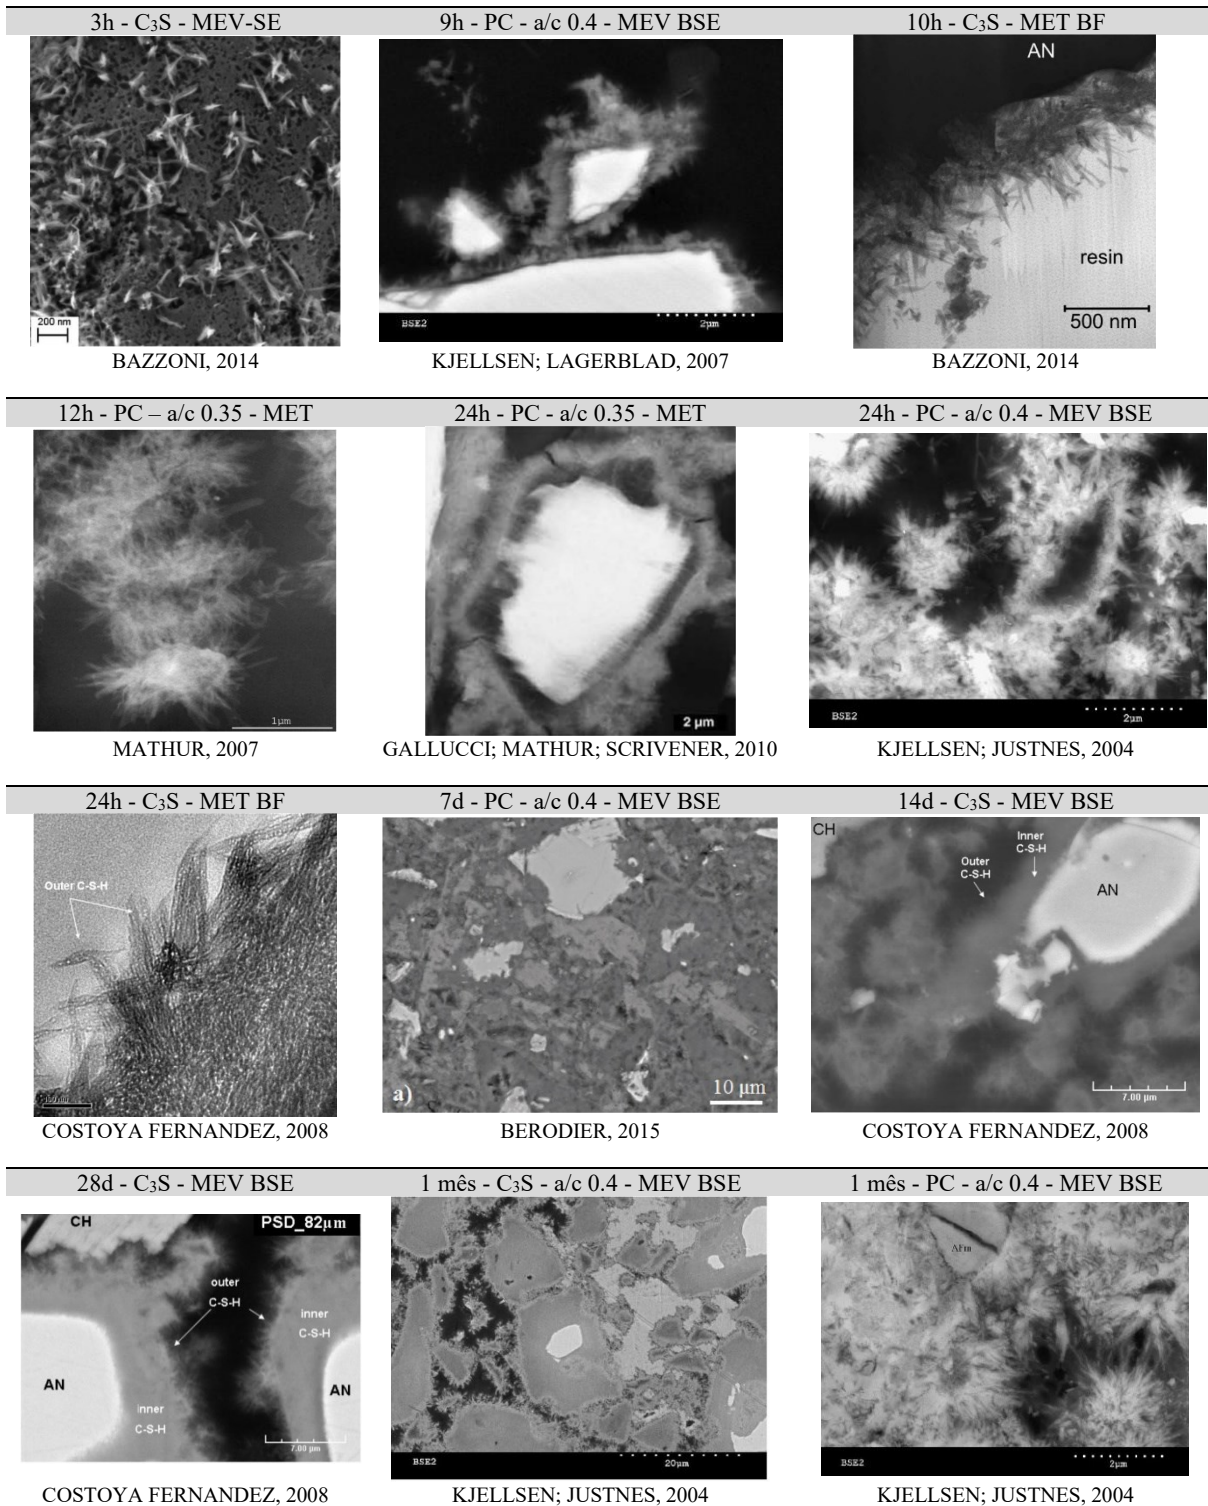 3h - C₃S - MEV-SE
9h - PC - a/c 0.4 - MEV BSE
10h - C₃S - MET BF
200 nm
BSE2
2µm
AN
resin
500 nm
BAZZONI, 2014
KJELLSEN; LAGERBLAD, 2007
BAZZONI, 2014
12h - PC – a/c 0.35 - MET
24h - PC - a/c 0.35 - MET
24h - PC - a/c 0.4 - MEV BSE
1µm
2 µm
BSE2
2µm
MATHUR, 2007
GALLUCCI; MATHUR; SCRIVENER, 2010
KJELLSEN; JUSTNES, 2004
24h - C₃S - MET BF
7d - PC - a/c 0.4 - MEV BSE
14d - C₃S - MEV BSE
Outer C-S-H
a)
10 µm
CH
Inner
C-S-H
Outer
C-S-H
AN
7.00 µm
COSTOYA FERNANDEZ, 2008
BERODIER, 2015
COSTOYA FERNANDEZ, 2008
28d - C₃S - MEV BSE
1 mês - C₃S - a/c 0.4 - MEV BSE
1 mês - PC - a/c 0.4 - MEV BSE
CH
PSD_82µm
outer
C-S-H
inner
C-S-H
AN
AN
inner
C-S-H
7.00 µm
BSE2
20µm
AFm
BSE2
2µm
COSTOYA FERNANDEZ, 2008
KJELLSEN; JUSTNES, 2004
KJELLSEN; JUSTNES, 2004